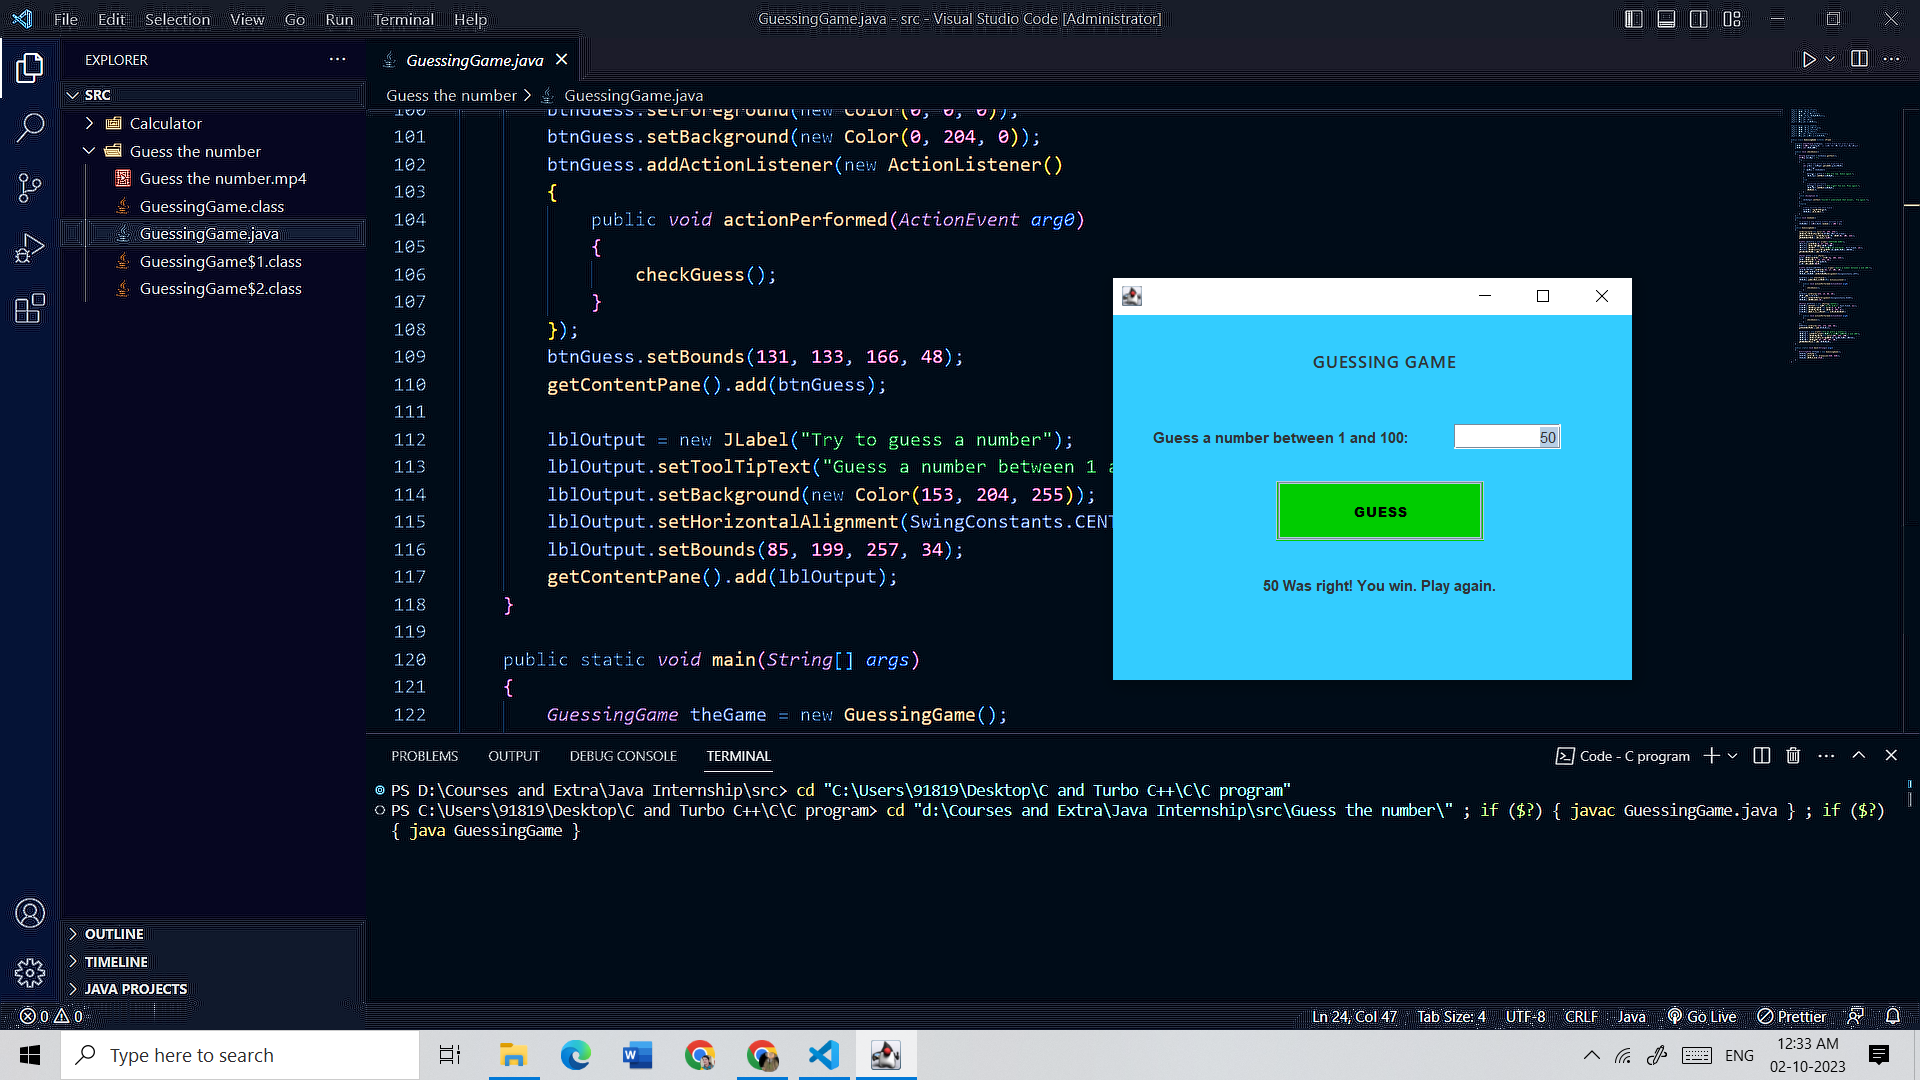 File Edit Selection View Go Run Terminal Help
GuessingGame.java - src - Visual Studio Code [Administrator]
EXPLORER
SRC
Calculator
Guess the number
Guess the number.mp4
GuessingGame.class
GuessingGame.java
GuessingGame$1.class
GuessingGame$2.class
OUTLINE
TIMELINE
JAVA PROJECTS
GuessingGame.java
Guess the number > GuessingGame.java
100 btnGuess.setForeground(new Color(0, 0, 0));
101 btnGuess.setBackground(new Color(0, 204, 0));
102 btnGuess.addActionListener(new ActionListener()
103 {
104 public void actionPerformed(ActionEvent arg0)
105 {
106 checkGuess();
107 }
108 });
109 btnGuess.setBounds(131, 133, 166, 48);
110 getContentPane().add(btnGuess);
111
112 lblOutput = new JLabel("Try to guess a number");
113 lblOutput.setToolTipText("Guess a number between 1 a
114 lblOutput.setBackground(new Color(153, 204, 255));
115 lblOutput.setHorizontalAlignment(SwingConstants.CENT
116 lblOutput.setBounds(85, 199, 257, 34);
117 getContentPane().add(lblOutput);
118 }
119
120 public static void main(String[] args)
121 {
122 GuessingGame theGame = new GuessingGame();
GUESSING GAME
Guess a number between 1 and 100:
50
GUESS
50 Was right! You win. Play again.
PROBLEMS OUTPUT DEBUG CONSOLE TERMINAL
Code - C program
PS D:\Courses and Extra\Java Internship\src> cd "C:\Users\91819\Desktop\C and Turbo C++\C\C program"
PS C:\Users\91819\Desktop\C and Turbo C++\C\C program> cd "d:\Courses and Extra\Java Internship\src\Guess the number\" ; if ($?) { javac GuessingGame.java } ; if ($?)
{ java GuessingGame }
0 0
Ln 24, Col 47 Tab Size: 4 UTF-8 CRLF Java Go Live Prettier
Type here to search
ENG
12:33 AM
02-10-2023